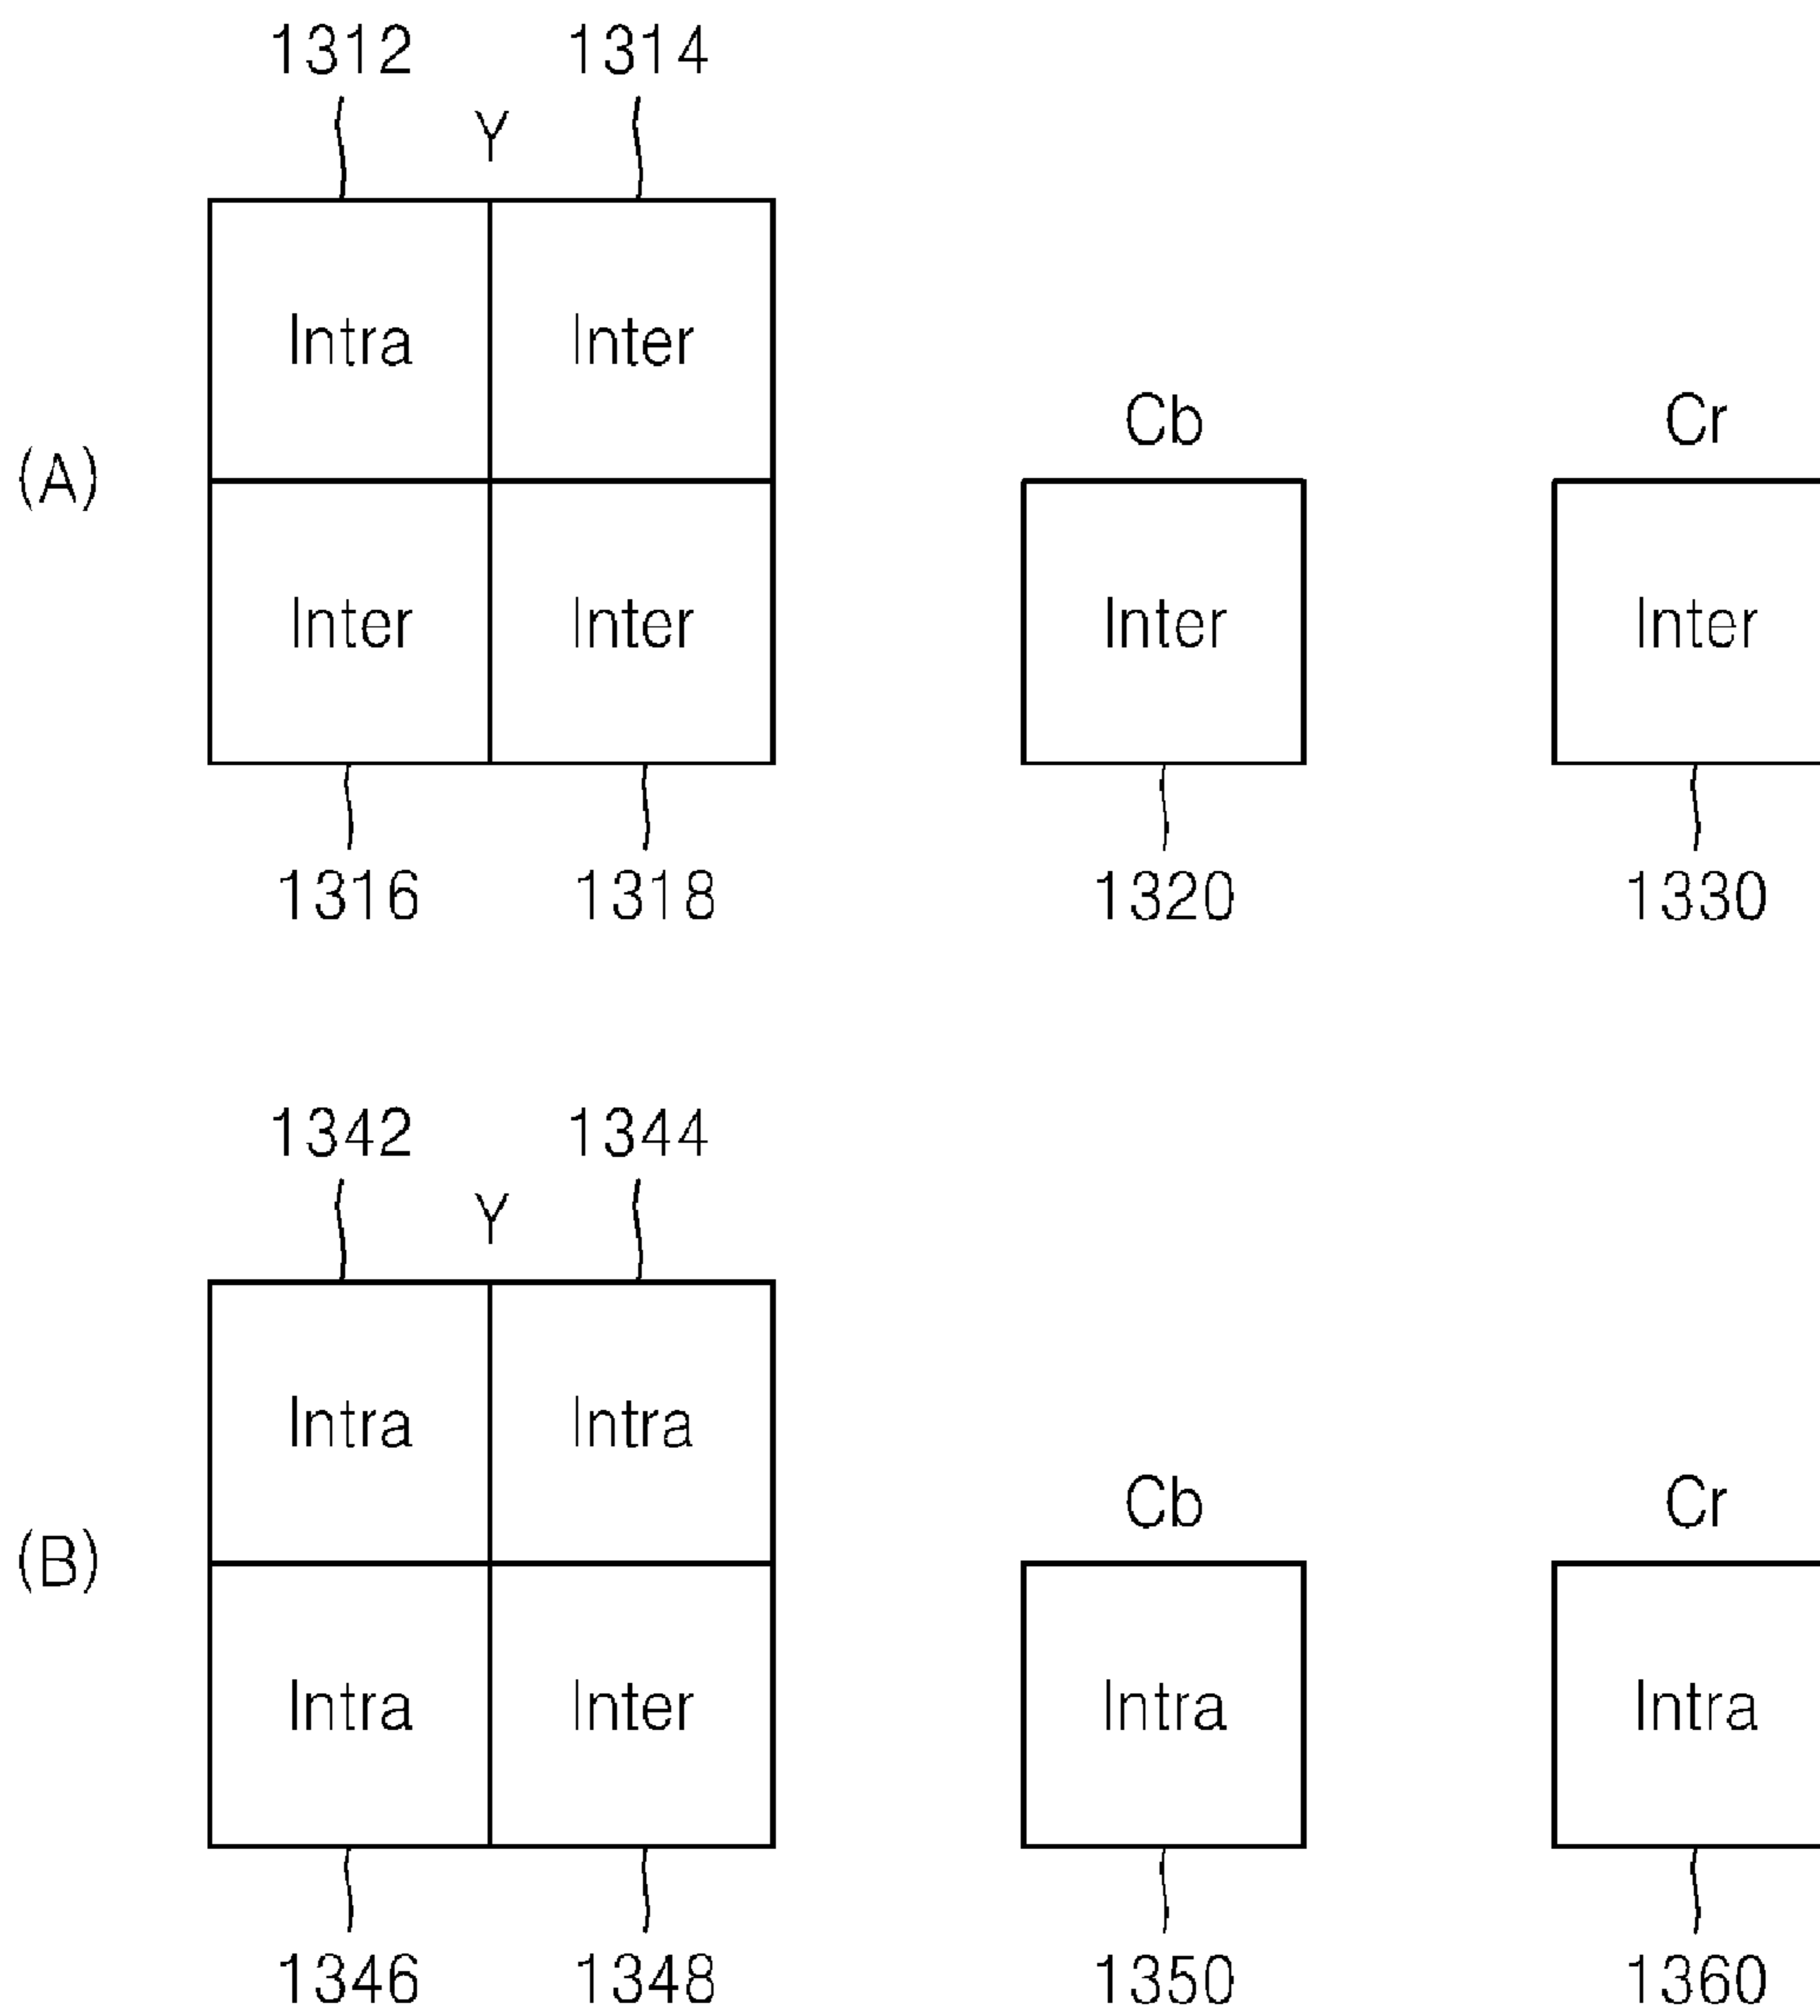 1312 1314
Y
Intra Inter
Cb Cr
(A)
Inter Inter Inter Inter
1316 1318 1320 1330
1342 1344
Y
Intra Intra
Cb Cr
(B)
Intra Inter Intra Intra
1346 1348 1350 1360